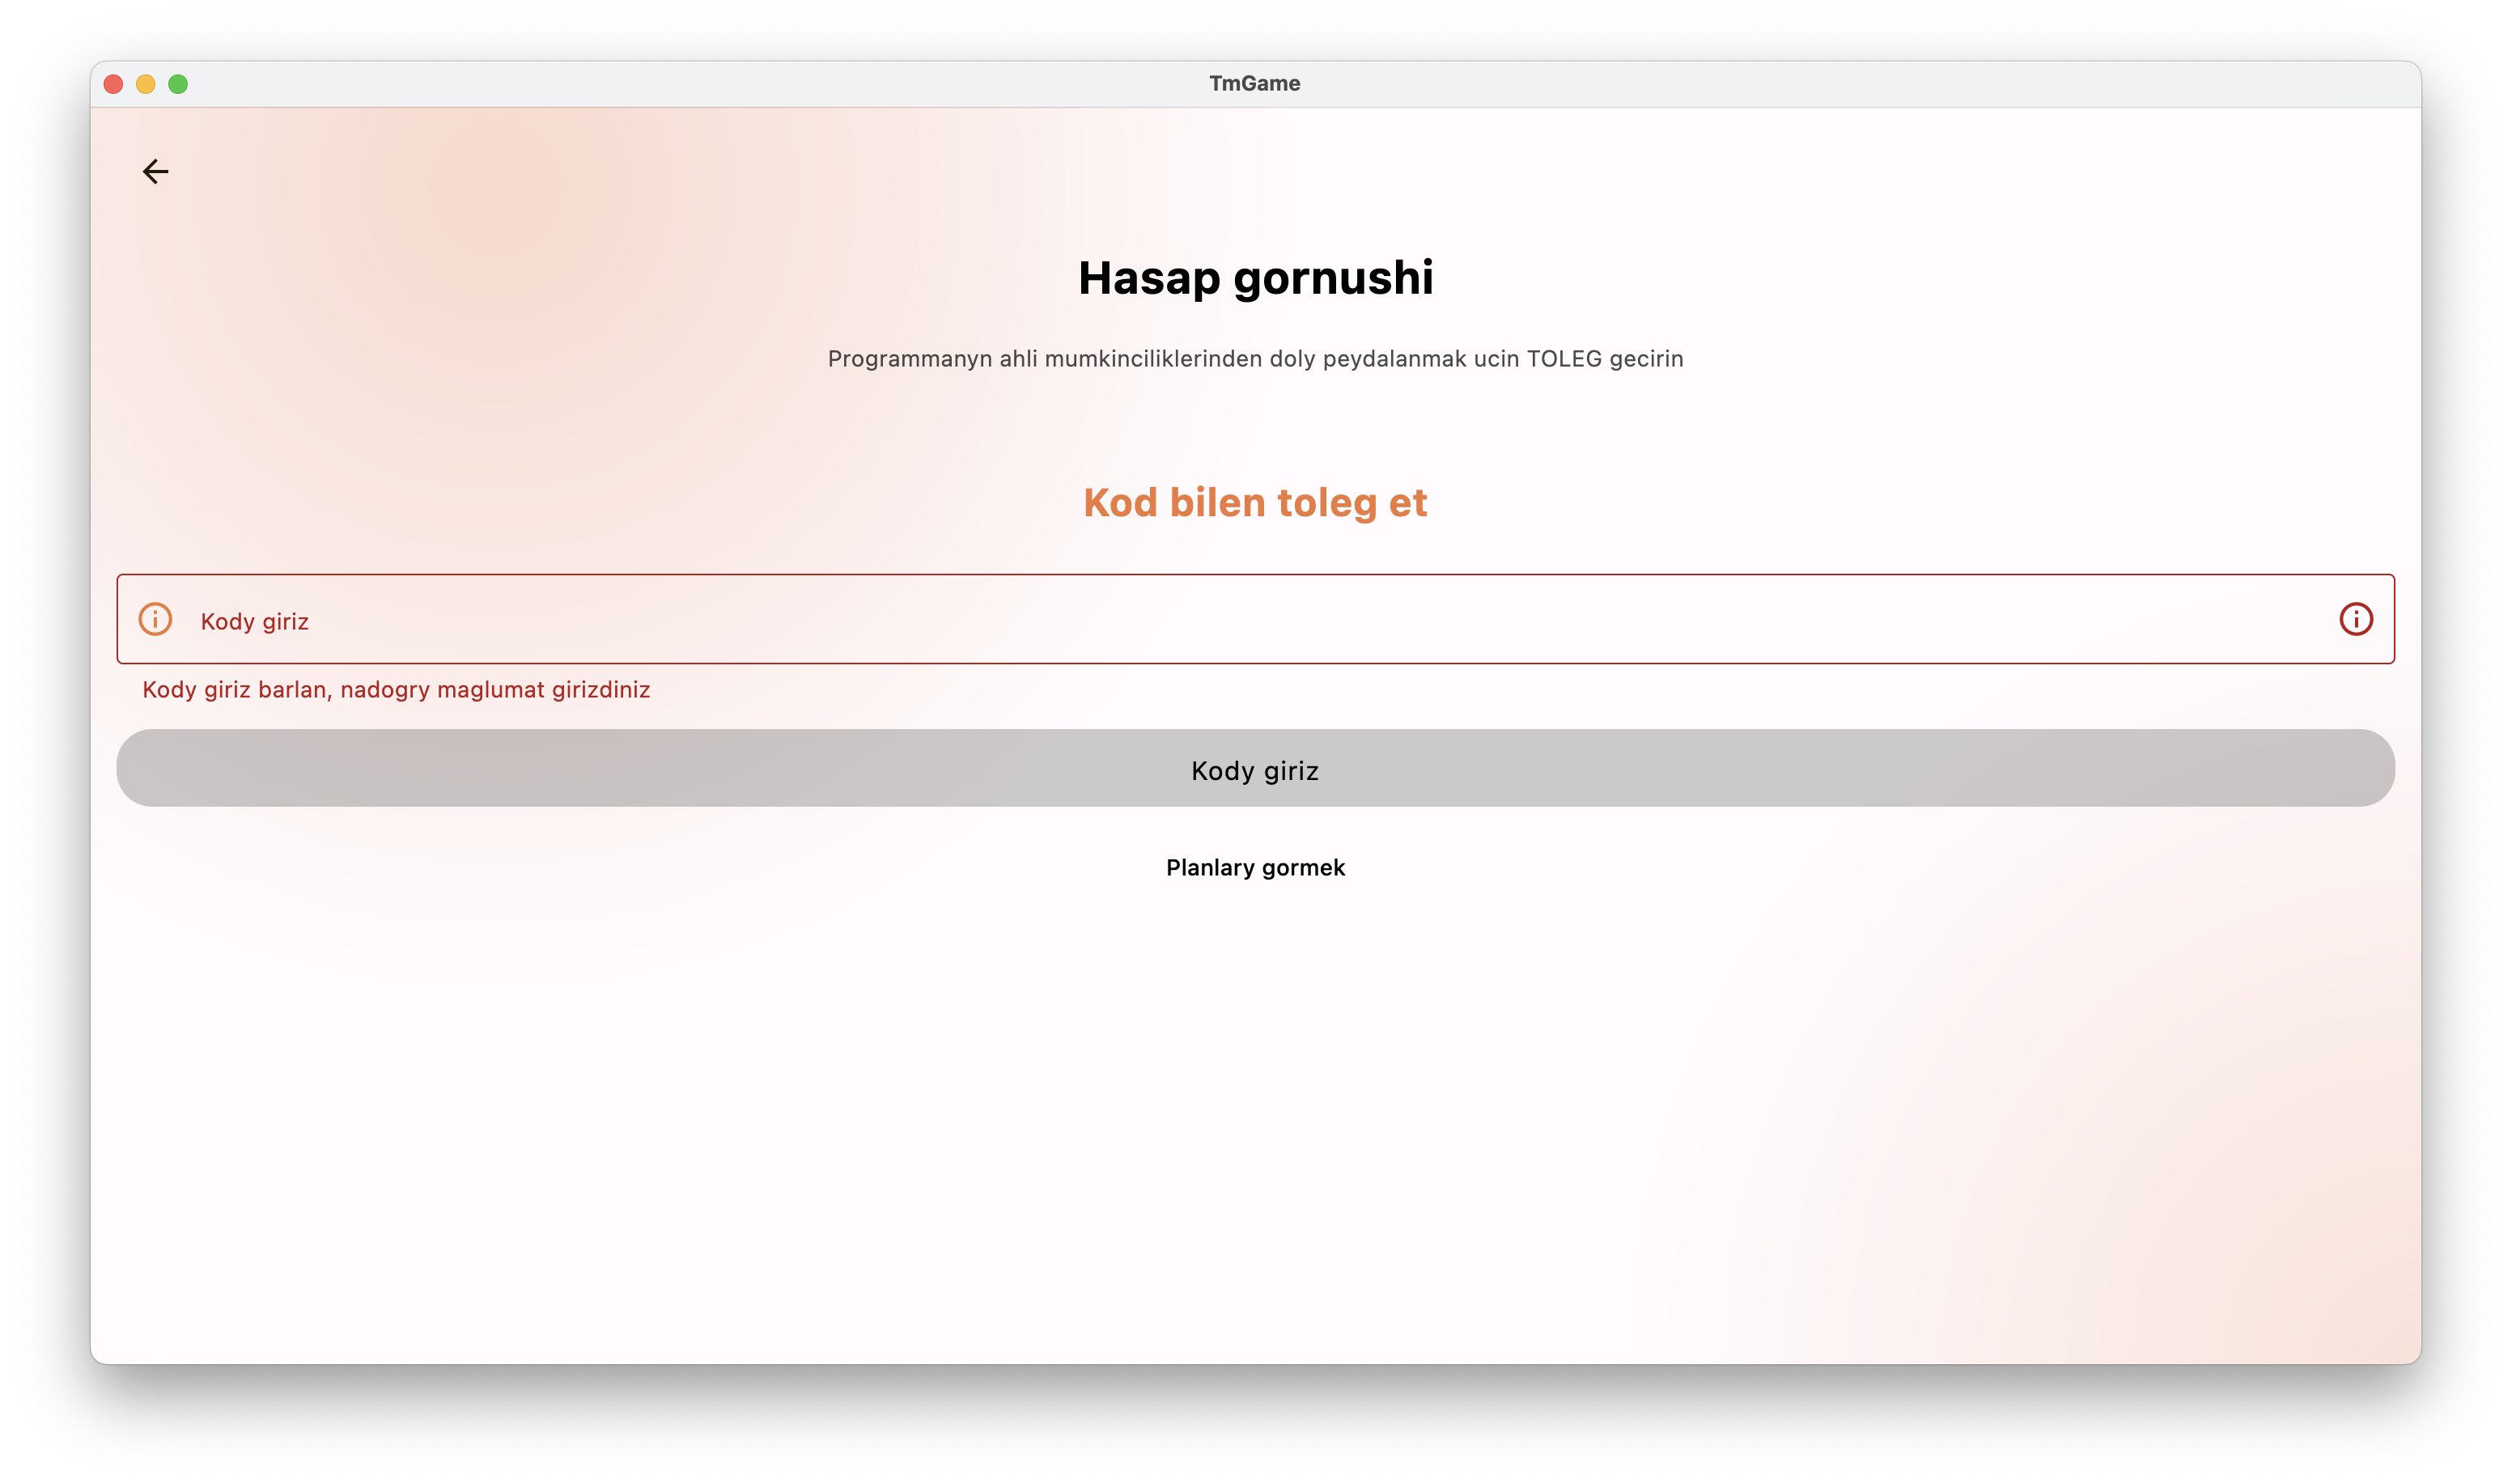 TmGame
Hasap gornushi
Programmanyn ahli mumkinciliklerinden doly peydalanmak ucin TOLEG gecirin
Kod bilen toleg et
Kody giriz
Kody giriz barlan, nadogry maglumat girizdiniz
Kody giriz
Planlary gormek